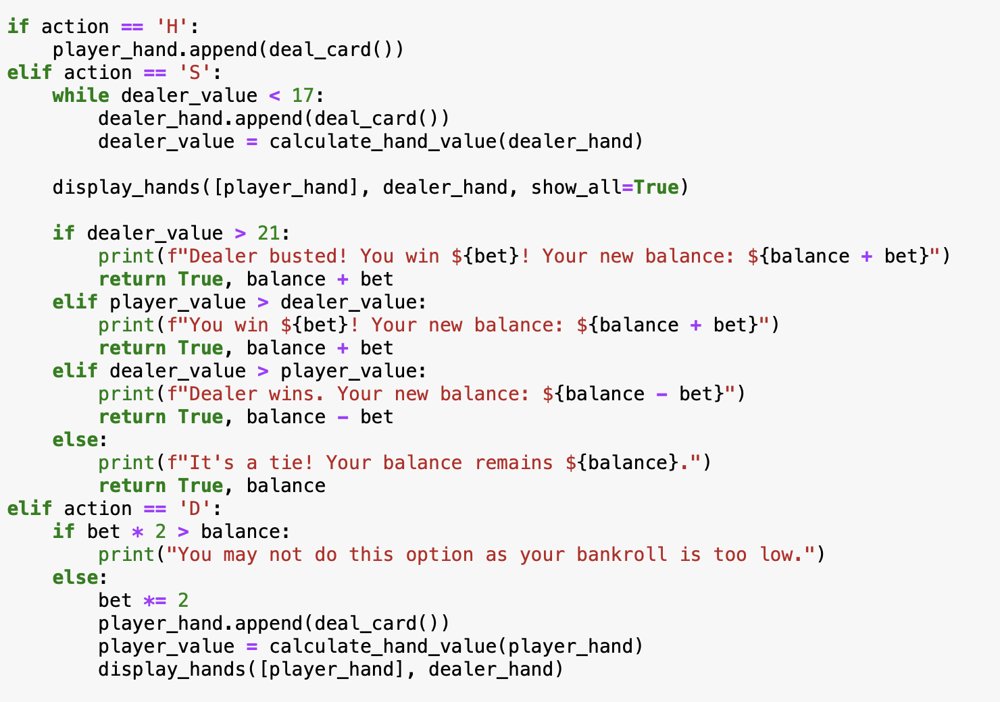 if action == 'H':
    player_hand.append(deal_card())
elif action == 'S':
    while dealer_value < 17:
        dealer_hand.append(deal_card())
        dealer_value = calculate_hand_value(dealer_hand)

    display_hands([player_hand], dealer_hand, show_all=True)

    if dealer_value > 21:
        print(f"Dealer busted! You win ${bet}! Your new balance: ${balance + bet}")
        return True, balance + bet
    elif player_value > dealer_value:
        print(f"You win ${bet}! Your new balance: ${balance + bet}")
        return True, balance + bet
    elif dealer_value > player_value:
        print(f"Dealer wins. Your new balance: ${balance - bet}")
        return True, balance - bet
    else:
        print(f"It's a tie! Your balance remains ${balance}.")
        return True, balance
elif action == 'D':
    if bet * 2 > balance:
        print("You may not do this option as your bankroll is too low.")
    else:
        bet *= 2
        player_hand.append(deal_card())
        player_value = calculate_hand_value(player_hand)
        display_hands([player_hand], dealer_hand)